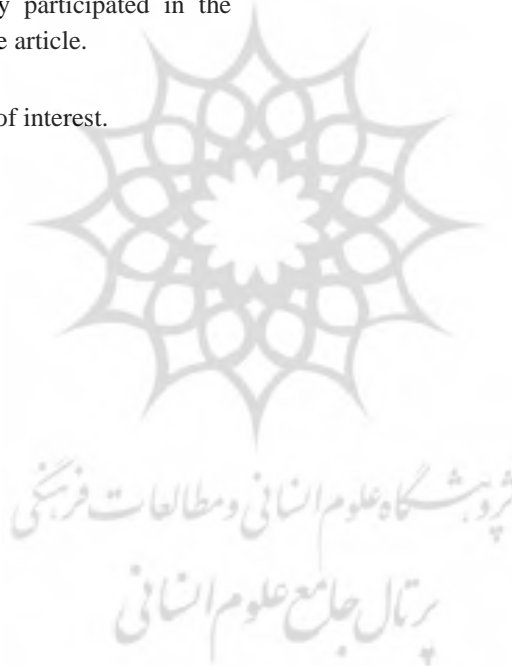 y participated in the
e article.
of interest.
پژوهشگاه علوم انسانی و مطالعات فرهنگی
پرتال جامع علوم انسانی